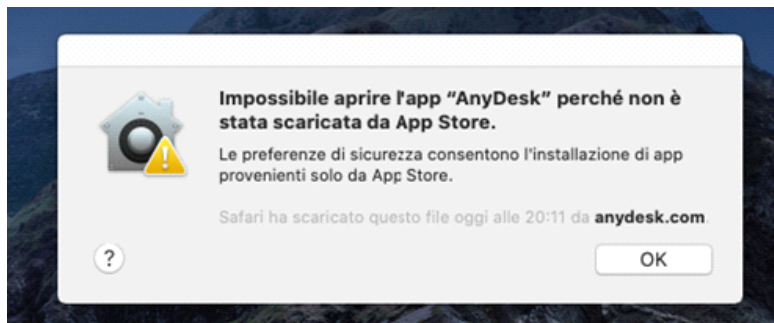 Impossibile aprire l'app “AnyDesk” perché non è
stata scaricata da App Store.
Le preferenze di sicurezza consentono l'installazione di app
provenienti solo da App Store.
Safari ha scaricato questo file oggi alle 20:11 da anydesk.com.
?
OK